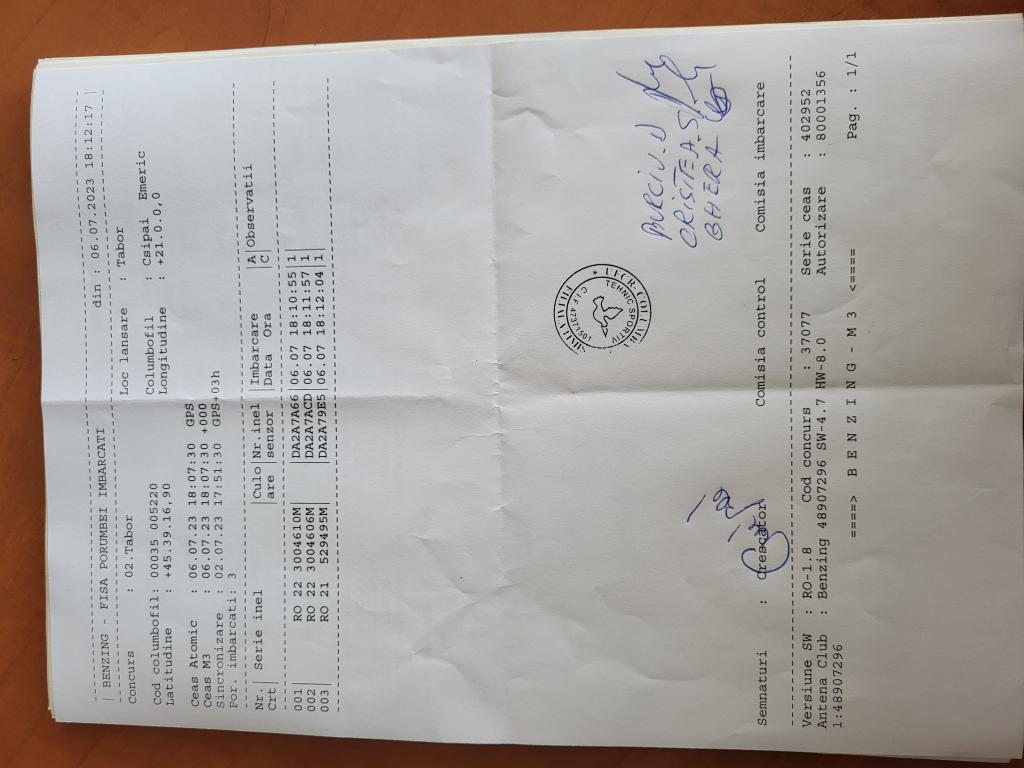 | BENZING - FISA PORUMBEI IMBARCATI din : 06.07.2023 18:12:17 |
Concurs : 02.Tabor Loc lansare : Tabor
Cod columbofil: 00035 005220 Columbofil : Csipai Emeric
Latitudine : +45.39.16,90 Longitudine : +21.0.0,0
Ceas Atomic : 06.07.23 18:07:30 GPS
Ceas M3 : 06.07.23 18:07:30 +000
Sincronizare : 02.07.23 17:51:30 GPS+03h
Por. imbarcati: 3
Nr.| Serie inel |Culo|Nr.inel |Imbarcare |A|Observatii
Crt| |are |senzor |Data Ora |C|
001| RO 22 3004610M |DA2A7A66|06.07 18:10:55|1|
002| RO 22 3004606M |DA2A7ACD|06.07 18:11:57|1|
003| RO 21 529495M |DA2A79E5|06.07 18:12:04|1|
BURCIU.D
CRISTEA.S
GHERA
* UFCR-COLUMBA
TEHNIC SPORTIV
Semnaturi : Crescator Comisia control Comisia imbarcare
Versiune SW : RO-1.8 Cod concurs : 37077 Serie ceas : 402952
Antena Club : Benzing 48907296 SW-4.7 HW-8.0 Autorizare : 80001356
1:48907296
====> B E N Z I N G - M 3 <==== Pag. : 1/1